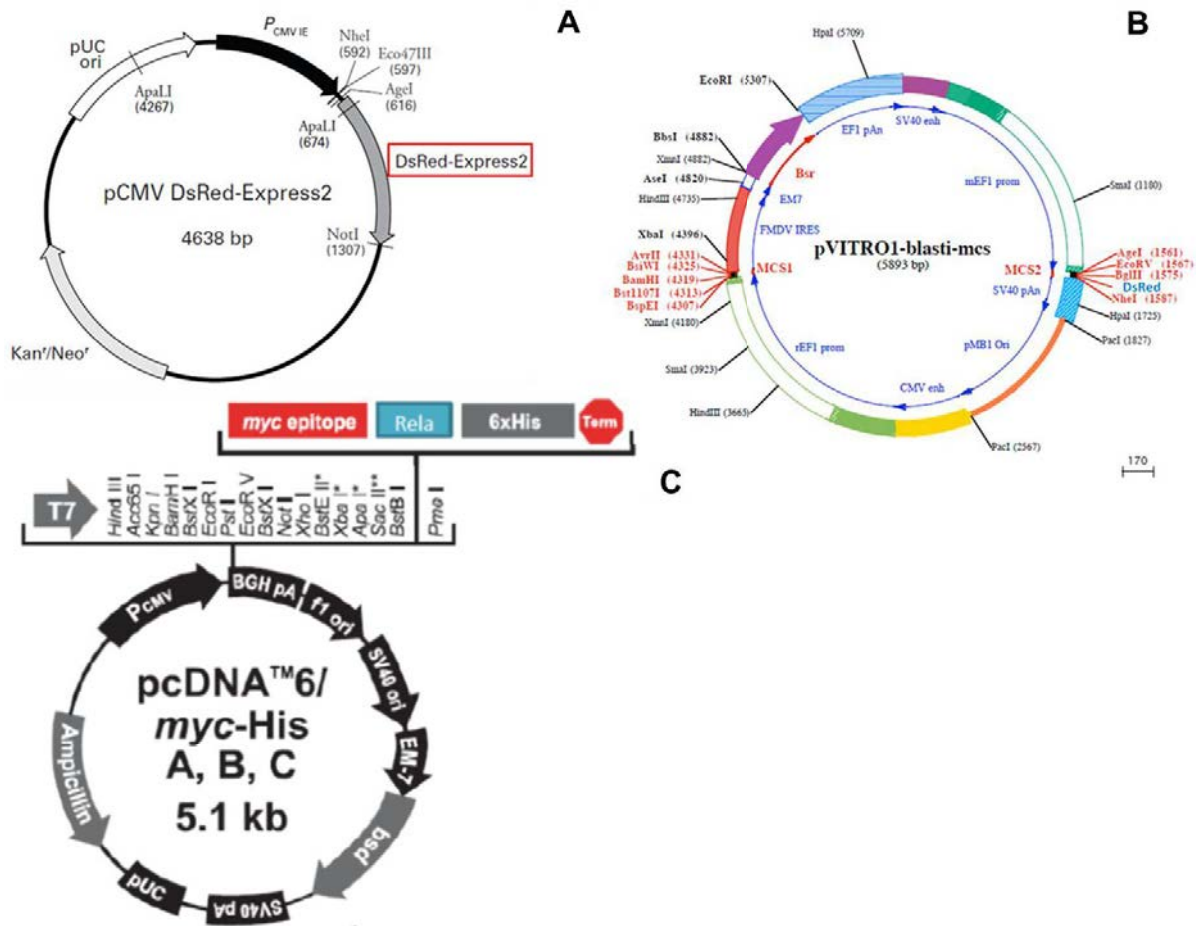 A
P CMV IE
pUC
ori
NheI
(592)
Eco47III
(597)
AgeI
(616)
ApaLI
(4267)
ApaLI
(674)
DsRed-Express2
pCMV DsRed-Express2
4638 bp
NotI
(1307)
Kanʳ/Neoʳ
B
HpaI (5709)
EcoRI (5307)
EF1 pAn
SV40 enh
BbsI (4882)
XmnI (4882)
AseI (4820)
HindIII (4735)
Bsr
EM7
FMDV IRES
mEF1 prom
SmaI (1180)
XbaI (4396)
AvrII (4331)
BsiWI (4325)
BamHI (4319)
Bst1107I (4313)
BspEI (4307)
XmnI (4180)
MCS1
pVITRO1-blasti-mcs
(5893 bp)
MCS2
AgeI (1561)
EcoRV (1567)
BglII (1575)
DsRed
NheI (1587)
HpaI (1725)
PacI (1827)
SV40 pAn
pMB1 Ori
rEF1 prom
CMV enh
SmaI (3923)
HindIII (3665)
PacI (2567)
170
C
myc epitope
Rela
6xHis
Term
T7
Hind III
Acc65 I
Kpn I
BamH I
BstX I
EcoR I
Pst I
EcoR V
BstX I
Not I
Xho I
BstE II*
Xba I*
Apa I*
Sac II**
BstB I
Pme I
PCMV
BGH pA
f1 ori
SV40 ori
EM-7
bsd
SV40 pA
pUC
Ampicillin
pcDNA™6/
myc-His
A, B, C
5.1 kb